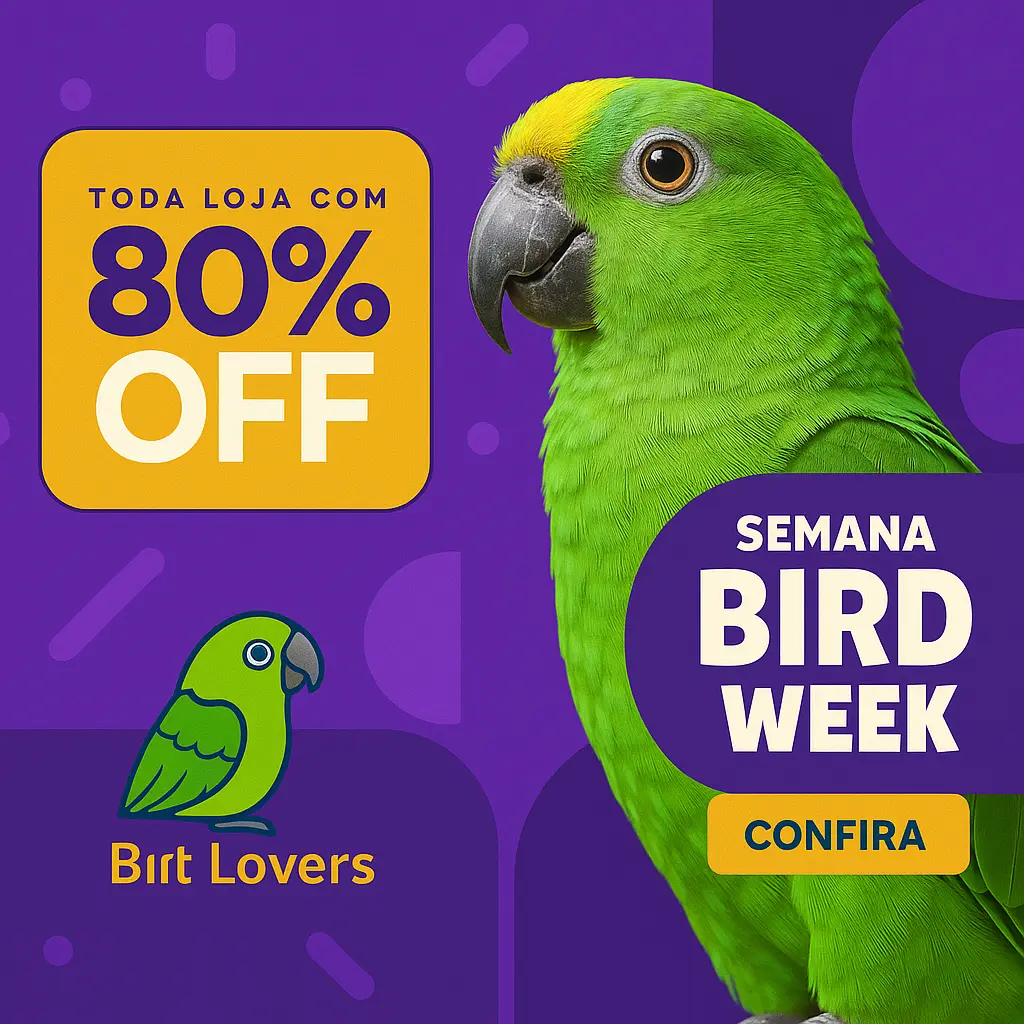 TODA LOJA COM
80%
OFF
SEMANA
BIRD
WEEK
CONFIRA
Birt Lovers